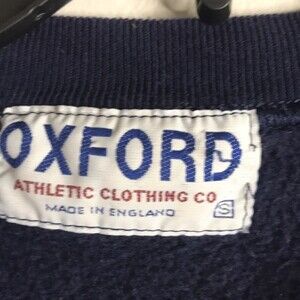 OXFORD
ATHLETIC CLOTHING CO
MADE IN ENGLAND S